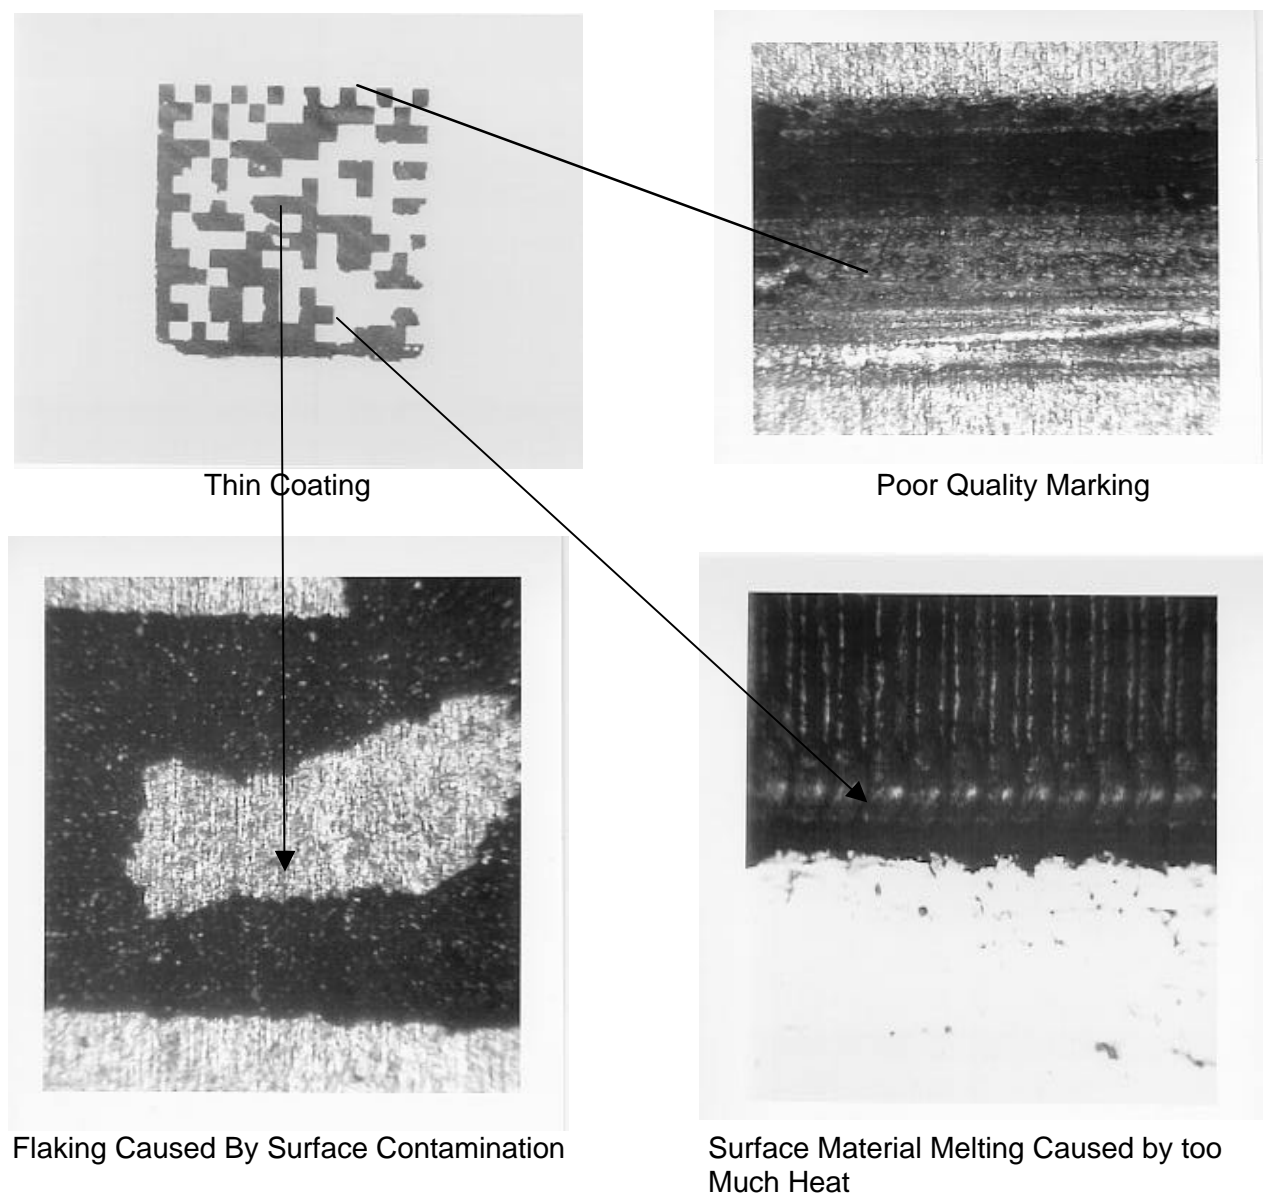 Thin Coating
Poor Quality Marking
Flaking Caused By Surface Contamination
Surface Material Melting Caused by too
Much Heat